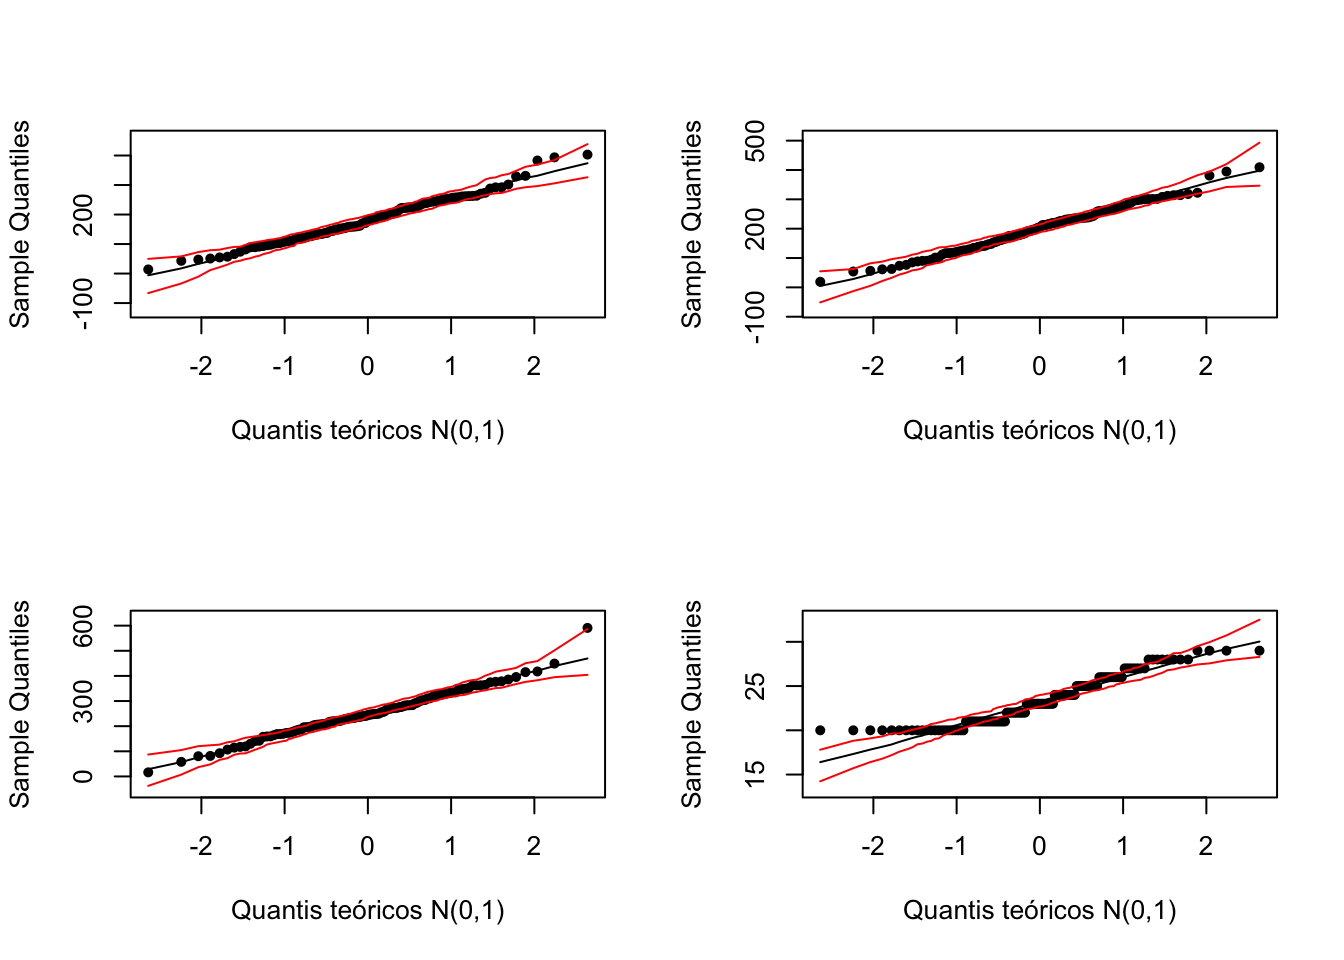 Sample Quantiles
-100 200
-2 -1 0 1 2
Quantis teóricos N(0,1)
Sample Quantiles
-100 200 500
-2 -1 0 1 2
Quantis teóricos N(0,1)
Sample Quantiles
0 300 600
-2 -1 0 1 2
Quantis teóricos N(0,1)
Sample Quantiles
15 25
-2 -1 0 1 2
Quantis teóricos N(0,1)